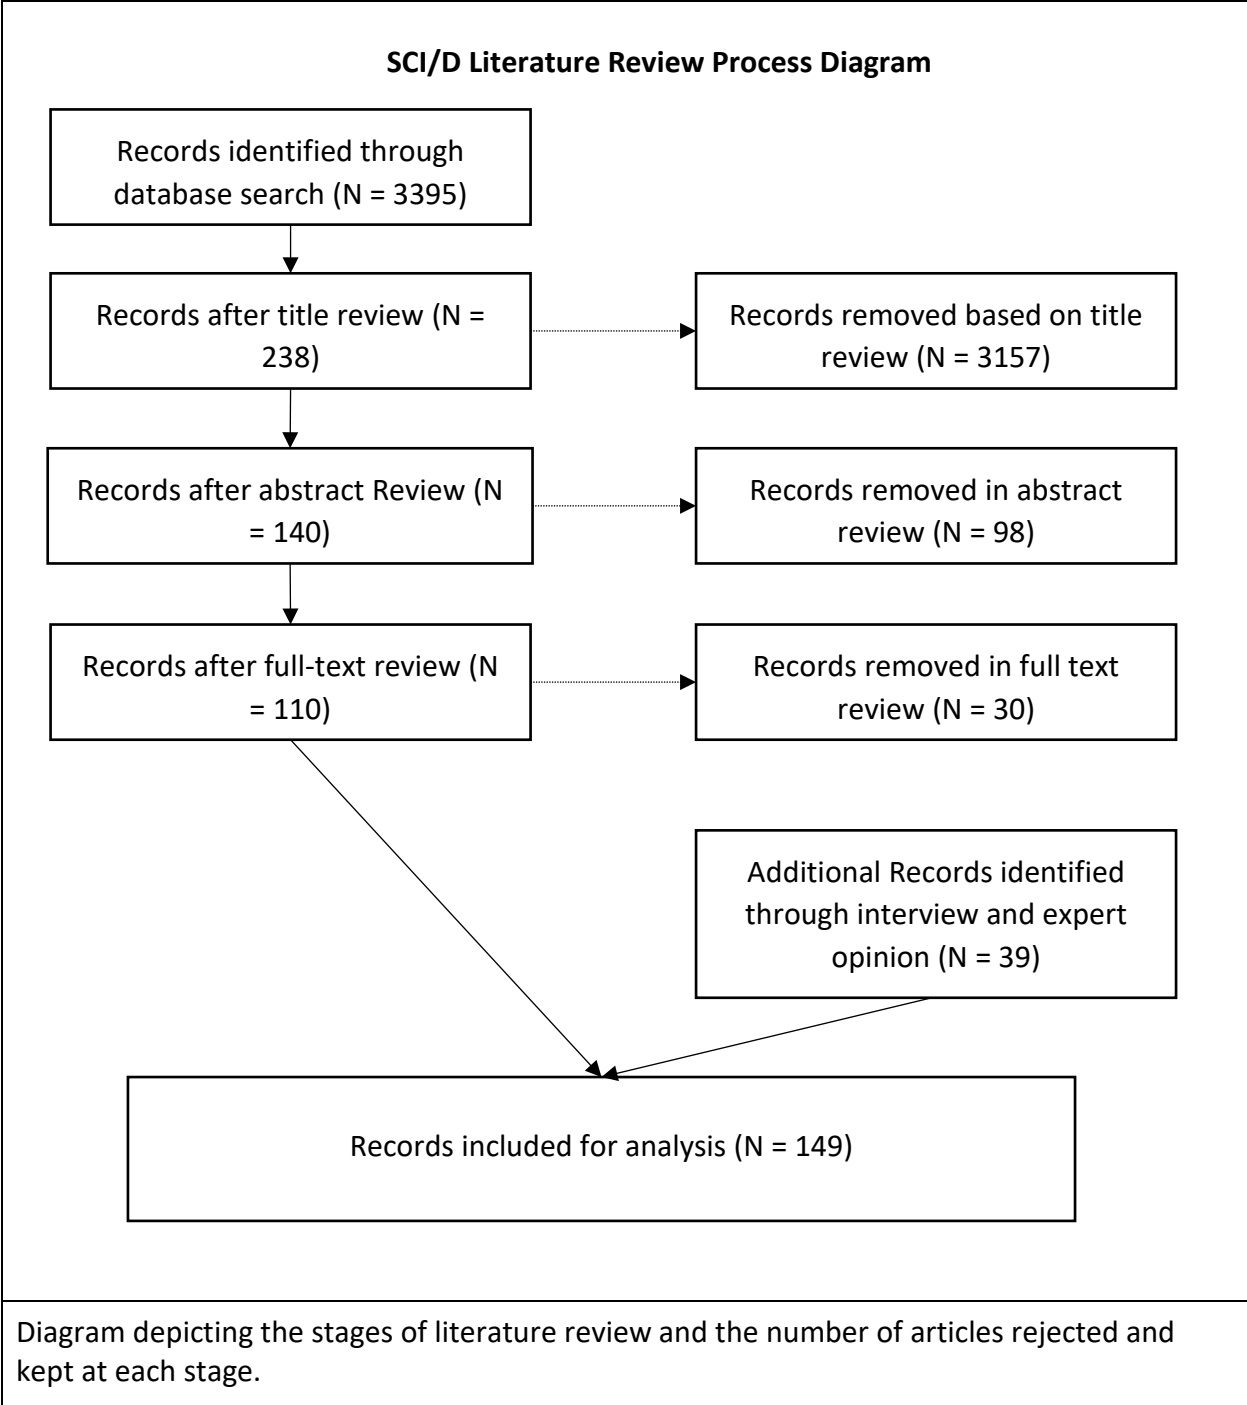 SCI/D Literature Review Process Diagram
Records identified through
database search (N = 3395)
Records after title review (N =
238)
Records removed based on title
review (N = 3157)
Records after abstract Review (N
= 140)
Records removed in abstract
review (N = 98)
Records after full-text review (N
= 110)
Records removed in full text
review (N = 30)
Additional Records identified
through interview and expert
opinion (N = 39)
Records included for analysis (N = 149)
Diagram depicting the stages of literature review and the number of articles rejected and
kept at each stage.